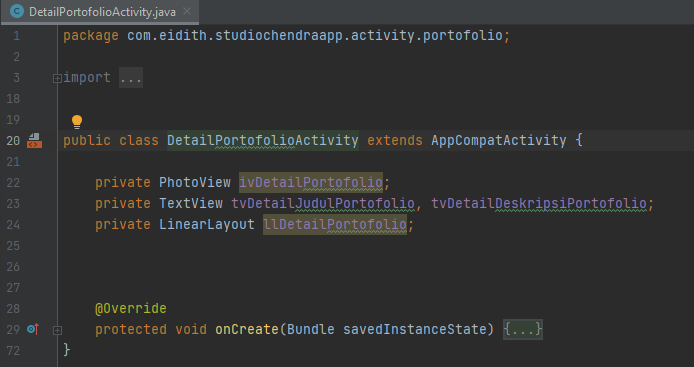 DetailPortofolioActivity.java
1 package com.eidith.studiochendraapp.activity.portofolio;
2
3 import ...
18
19
20 public class DetailPortofolioActivity extends AppCompatActivity {
21
22 private PhotoView ivDetailPortofolio;
23 private TextView tvDetailJudulPortofolio, tvDetailDeskripsiPortofolio;
24 private LinearLayout llDetailPortofolio;
25
26
27
28 @Override
29 protected void onCreate(Bundle savedInstanceState) {...}
72 }